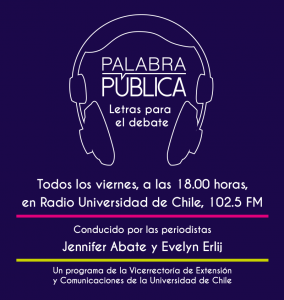 PALABRA
PÚBLICA
Letras para
el debate
Todos los viernes, a las 18.00 horas,
en Radio Universidad de Chile, 102.5 FM
Conducido por las periodistas
Jennifer Abate y Evelyn Erlij
Un programa de la Vicerrectoría de Extensión
y Comunicaciones de la Universidad de Chile